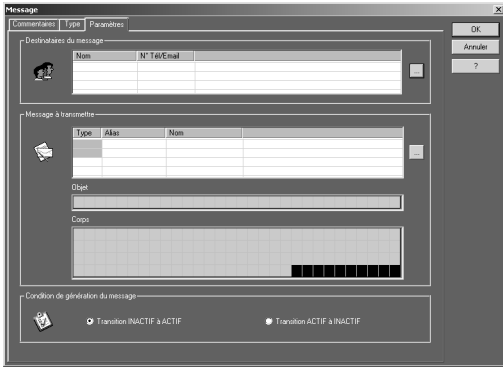 Message
Commentaires Type Paramètres
OK
Annuler
?
Destinataires du message
Nom N° Tél/Email
...
Message à transmettre
Type Alias Nom
...
Objet
Corps
Condition de génération du message
Transition INACTIF à ACTIF
Transition ACTIF à INACTIF